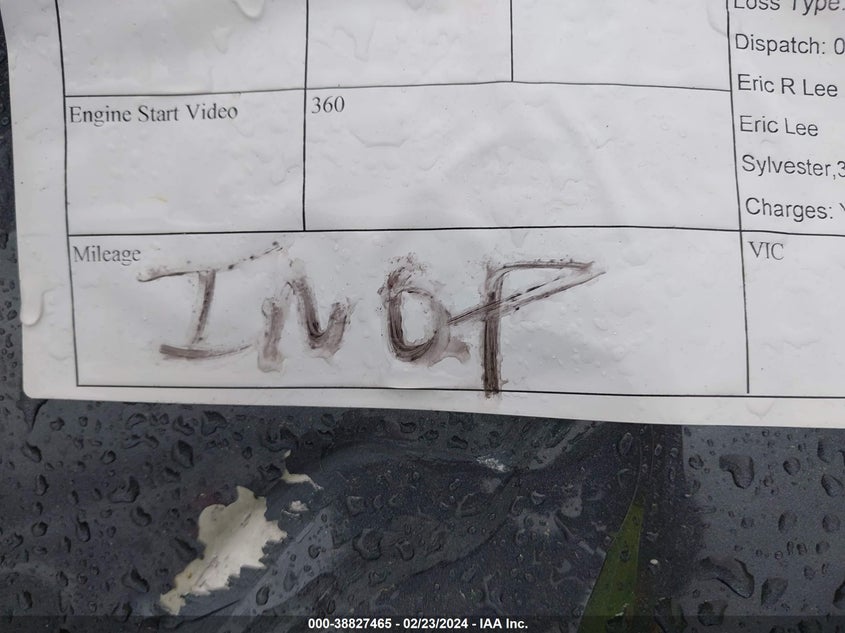 Loss Type:
Dispatch: 0
Engine Start Video
360
Eric R Lee
Eric Lee
Sylvester,3
Charges:
Mileage
INOP
VIC
000-38827465 - 02/23/2024 - IAA Inc.